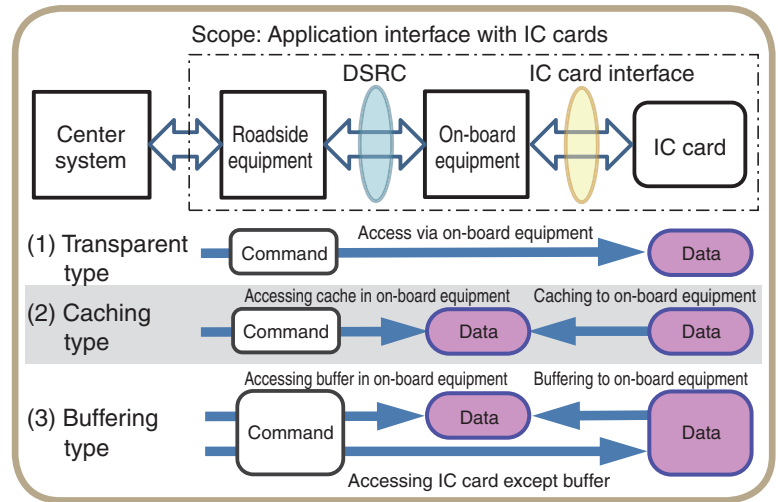 Scope: Application interface with IC cards
DSRC
IC card interface
Center
system
Roadside
equipment
On-board
equipment
IC card
(1) Transparent
type
Command
Access via on-board equipment
Data
(2) Caching
type
Accessing cache in on-board equipment
Caching to on-board equipment
Command
Data
Data
(3) Buffering
type
Accessing buffer in on-board equipment
Buffering to on-board equipment
Command
Data
Data
Accessing IC card except buffer